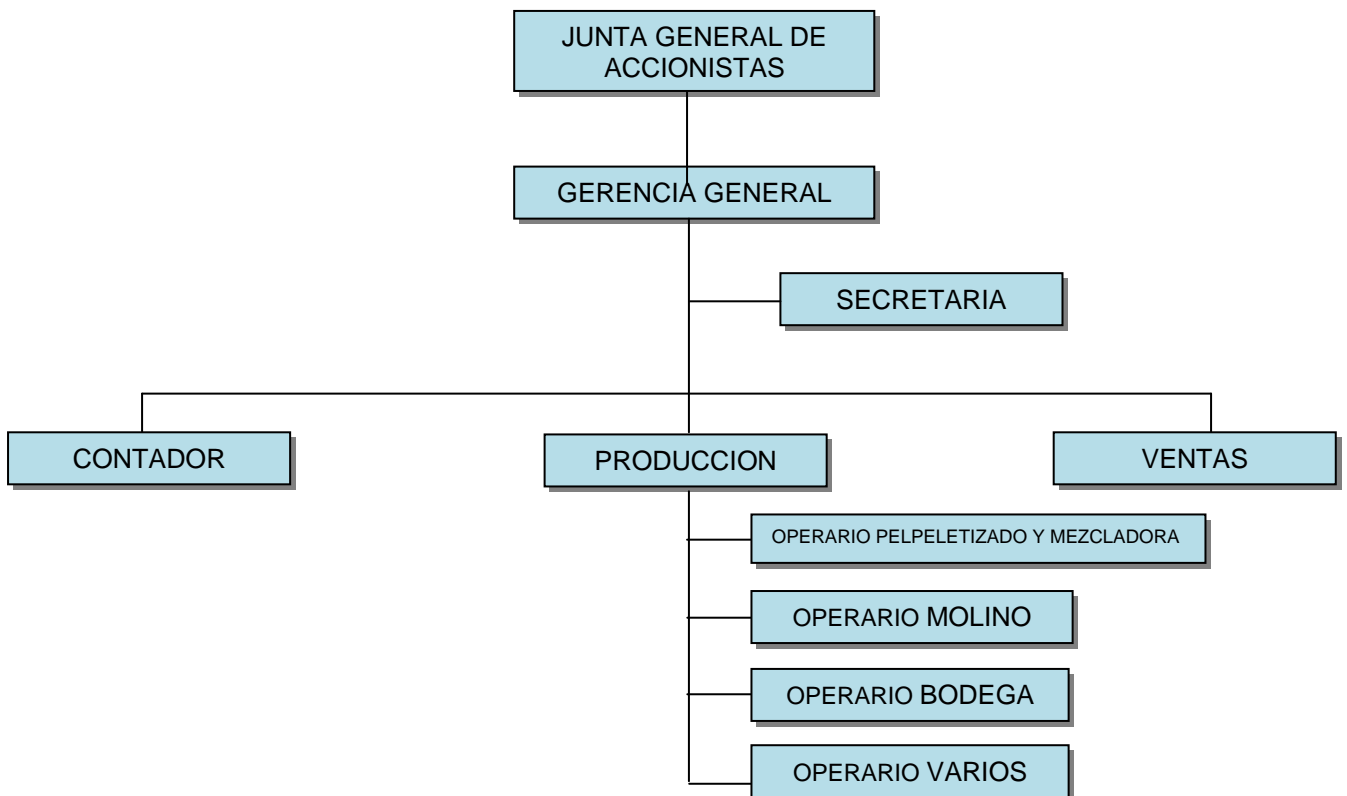 JUNTA GENERAL DE
ACCIONISTAS
GERENCIA GENERAL
SECRETARIA
CONTADOR
PRODUCCION
VENTAS
OPERARIO PELPELETIZADO Y MEZCLADORA
OPERARIO MOLINO
OPERARIO BODEGA
OPERARIO VARIOS